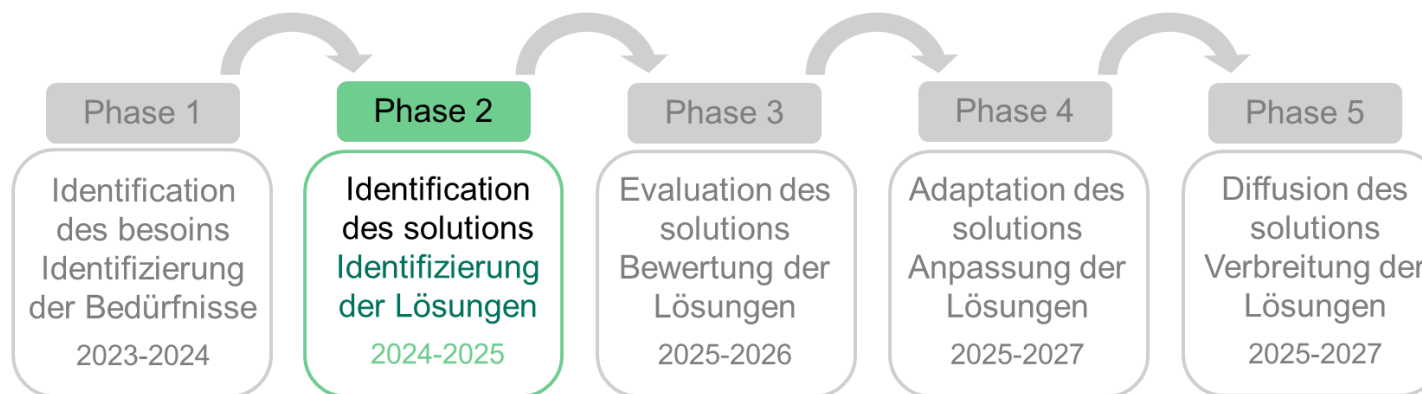 Phase 1
Identification
des besoins
Identifizierung
der Bedürfnisse
2023-2024
Phase 2
Identification
des solutions
Identifizierung
der Lösungen
2024-2025
Phase 3
Evaluation des
solutions
Bewertung der
Lösungen
2025-2026
Phase 4
Adaptation des
solutions
Anpassung der
Lösungen
2025-2027
Phase 5
Diffusion des
solutions
Verbreitung der
Lösungen
2025-2027